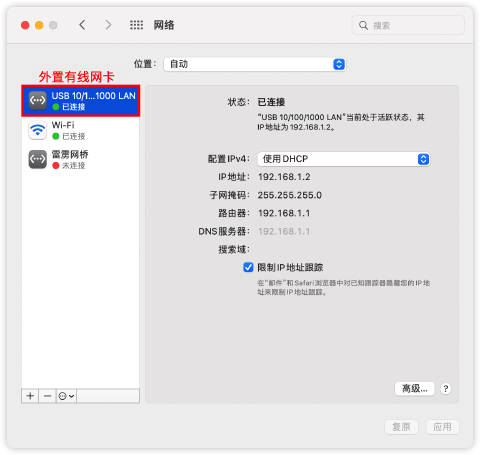 网络
搜索
位置：
自动
外置有线网卡
USB 10/1...1000 LAN
已连接
Wi-Fi
已连接
雷雳网桥
未连接
状态：
已连接
“USB 10/100/1000 LAN”当前处于活跃状态，其
IP地址为 192.168.1.2。
配置IPv4：
使用DHCP
IP地址：
192.168.1.2
子网掩码：
255.255.255.0
路由器：
192.168.1.1
DNS服务器：
192.168.1.1
搜索域：
限制IP地址跟踪
在“邮件”和Safari浏览器中对已知跟踪器隐藏您的IP地
址来限制IP地址跟踪。
高级...
?
复原
应用